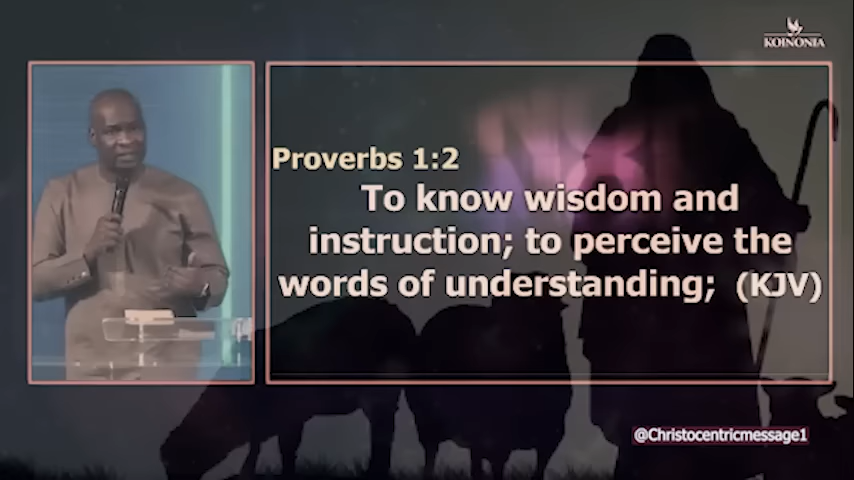 KOINONIA
Proverbs 1:2
To know wisdom and
instruction; to perceive the
words of understanding; (KJV)
@Christocentricmessage1